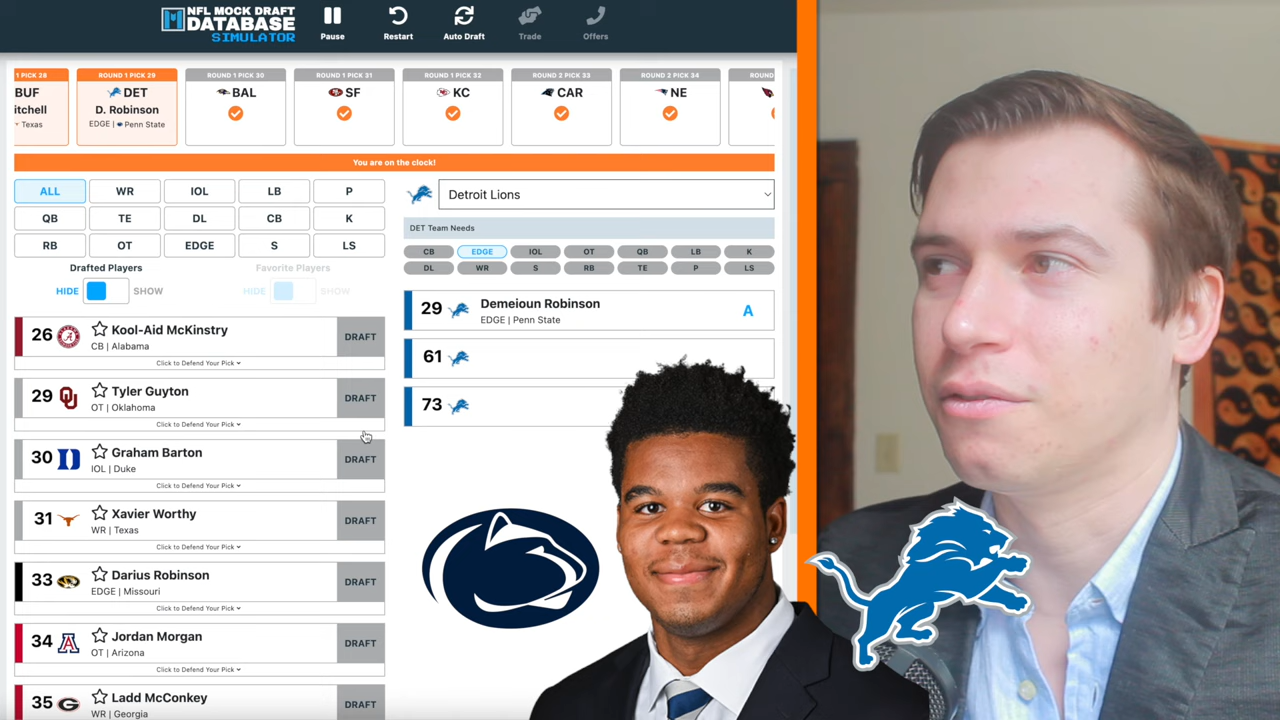 NFL MOCK DRAFT
DATABASE
SIMULATOR
Pause
Restart
Auto Draft
Trade
Offers
1 PICK 28
BUF
itchell
Texas
ROUND 1 PICK 29
DET
D. Robinson
EDGE | Penn State
ROUND 1 PICK 30
BAL
ROUND 1 PICK 31
SF
ROUND 1 PICK 32
KC
ROUND 2 PICK 33
CAR
ROUND 2 PICK 34
NE
ROUND
You are on the clock!
ALL
WR
IOL
LB
P
QB
TE
DL
CB
K
RB
OT
EDGE
S
LS
Drafted Players
HIDE
SHOW
Favorite Players
HIDE
SHOW
26
Kool-Aid McKinstry
CB | Alabama
DRAFT
Click to Defend Your Pick
29
Tyler Guyton
OT | Oklahoma
DRAFT
Click to Defend Your Pick
30
Graham Barton
IOL | Duke
DRAFT
Click to Defend Your Pick
31
Xavier Worthy
WR | Texas
DRAFT
Click to Defend Your Pick
33
Darius Robinson
EDGE | Missouri
DRAFT
Click to Defend Your Pick
34
Jordan Morgan
OT | Arizona
DRAFT
Click to Defend Your Pick
35
Ladd McConkey
WR | Georgia
DRAFT
Detroit Lions
DET Team Needs
CB
EDGE
IOL
OT
QB
LB
K
DL
WR
S
RB
TE
P
LS
29
Demeioun Robinson
EDGE | Penn State
A
61
73